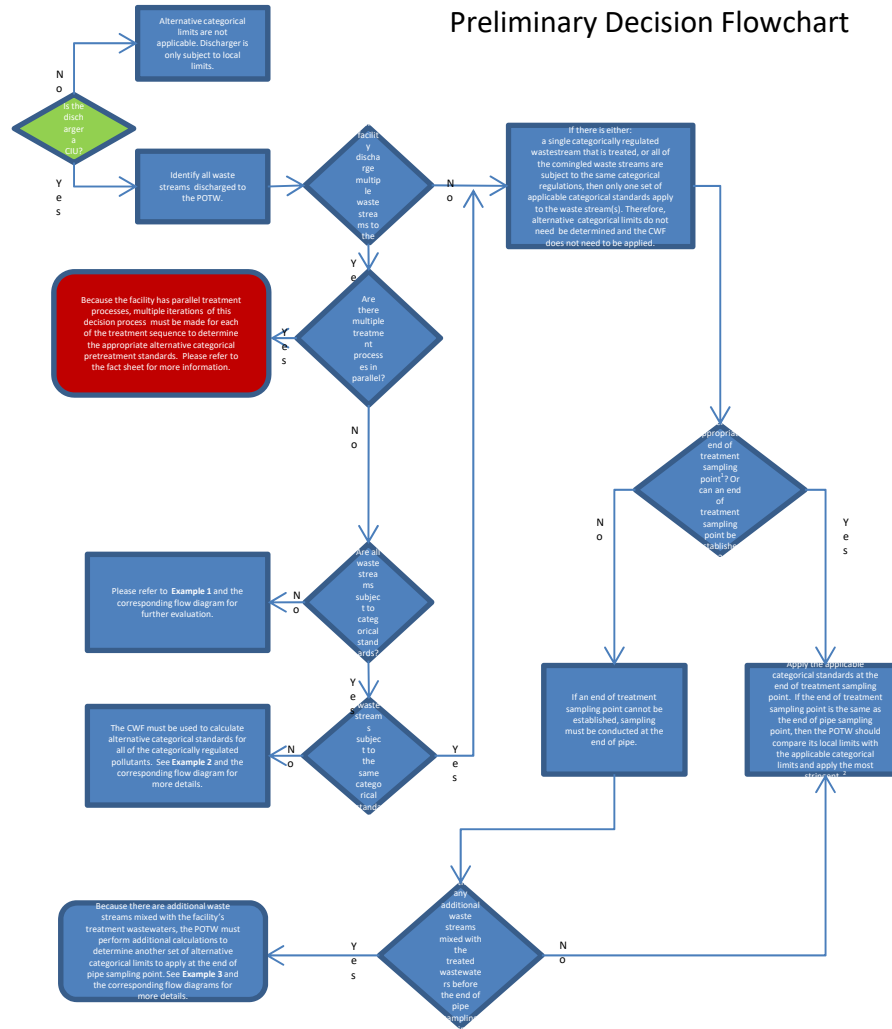 Preliminary Decision Flowchart
Alternative categorical
limits are not
applicable. Discharger is
only subject to local
limits.
N
o
Is the
disch
arger
a
CIU?
Y
e
s
Identify all waste
streams discharged to
the POTW.
facilit
y
discha
rge
multip
le
waste
strea
ms to
the
N
o
If there is either:
a single categorically regulated
wastestream that is treated, or all of
the comingled waste streams are
subject to the same categorical
regulations, then only one set of
applicable categorical standards apply
to the waste stream(s). Therefore,
alternative categorical limits do not
need be determined and the CWF
does not need to be applied.
Y
e
Because the facility has parallel treatment
processes, multiple iterations of this
decision process must be made for each
of the treatment sequence to determine
the appropriate alternative categorical
pretreatment standards. Please refer to
the fact sheet for more information.
Y
e
s
Are
there
multiple
treatme
nt
process
es in
parallel?
N
o
end of
treatment
sampling
point1? Or
can an end
of
treatment
sampling
point be
N
o
Y
e
s
Please refer to Example 1 and the
corresponding flow diagram for
further evaluation.
N
o
Are all
waste
strea
ms
subjec
t to
categ
orical
stand
ards?
Y
e
s
The CWF must be used to calculate
alternative categorical standards for
all of the categorically regulated
pollutants. See Example 2 and the
corresponding flow diagram for
more details.
N
o
waste
stream
s
subjec
t to
the
same
catego
rical
Y
e
s
If an end of treatment
sampling point cannot be
established, sampling
must be conducted at the
end of pipe.
Apply the applicable
categorical standards at the
end of treatment sampling
point. If the end of treatment
sampling point is the same as
the end of pipe sampling
point, then the POTW should
compare its local limits with
the applicable categorical
limits and apply the most
stringent. 2
Because there are additional waste
streams mixed with the facility's
treatment wastewaters, the POTW must
perform additional calculations to
determine another set of alternative
categorical limits to apply at the end of
pipe sampling point. See Example 3 and
the corresponding flow diagrams for
more details.
Y
e
s
any
additional
waste
streams
mixed with
the
treated
wastewate
rs before
the end of
pipe
sampling
N
o